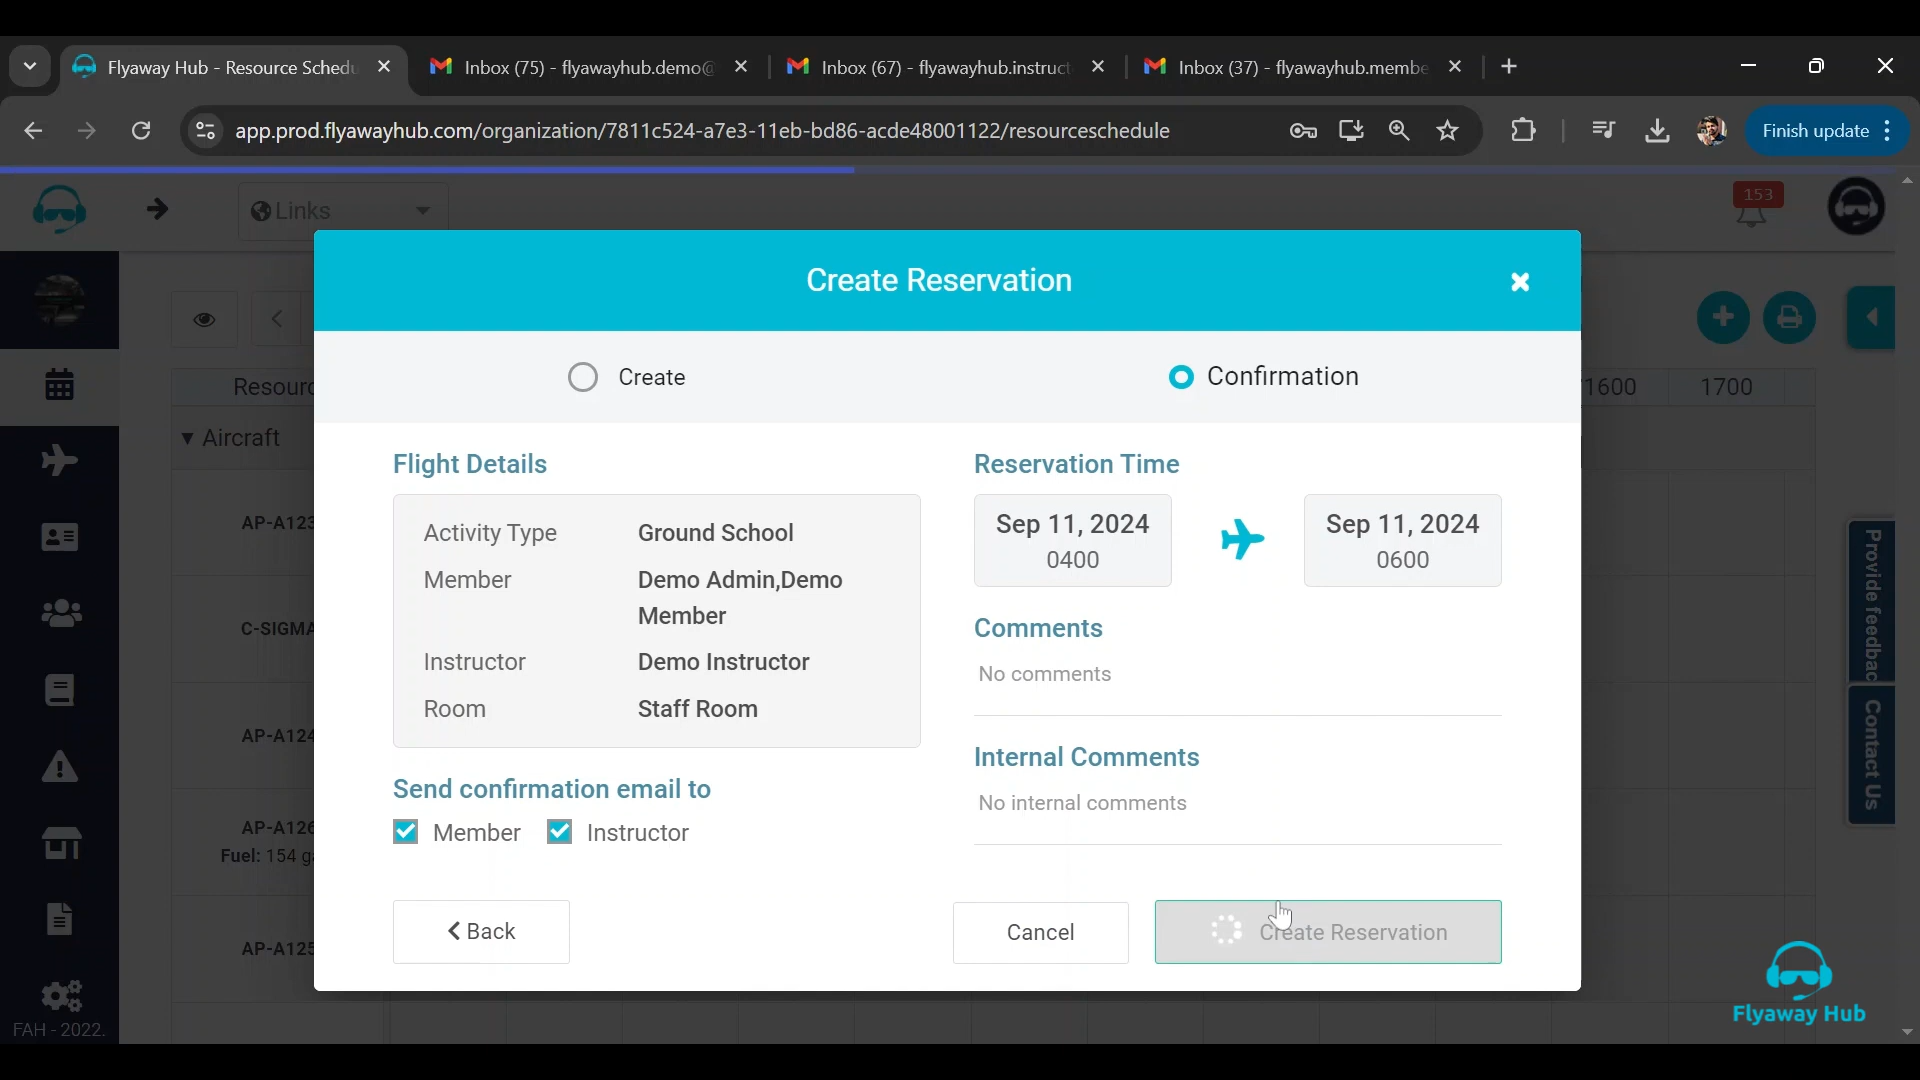 Flyaway Hub - Resource Schedu
Inbox (75) - flyawayhub.demo@
Inbox (67) - flyawayhub.instruct
Inbox (37) - flyawayhub.membe
app.prod.flyawayhub.com/organization/7811c524-a7e3-11eb-bd86-acde48001122/resourceschedule
Finish update
Links
153
Create Reservation
Create
Confirmation
Resourc
1600
1700
Aircraft
AP-A123
C-SIGMA
AP-A124
AP-A126
Fuel: 154 ga
AP-A125
FAH - 2022.
Flight Details
Activity Type Ground School
Member Demo Admin,Demo
Member
Instructor Demo Instructor
Room Staff Room
Send confirmation email to
Member
Instructor
Reservation Time
Sep 11, 2024
0400
Sep 11, 2024
0600
Comments
No comments
Internal Comments
No internal comments
Back
Cancel
Create Reservation
Provide feedbac
Contact Us
Flyaway Hub